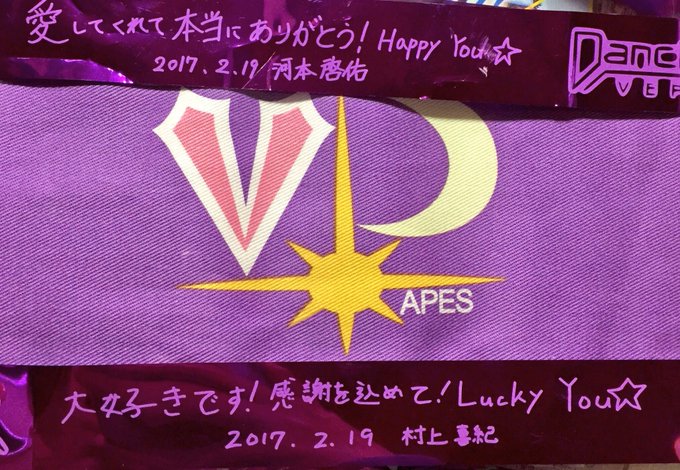 愛してくれて本当にありがとう! Happy You☆
2017.2.19 河本啓佑
DANC
VER
VP
APES
大好きです!感謝を込めて!Lucky You☆
2017.2.19 村上喜紀